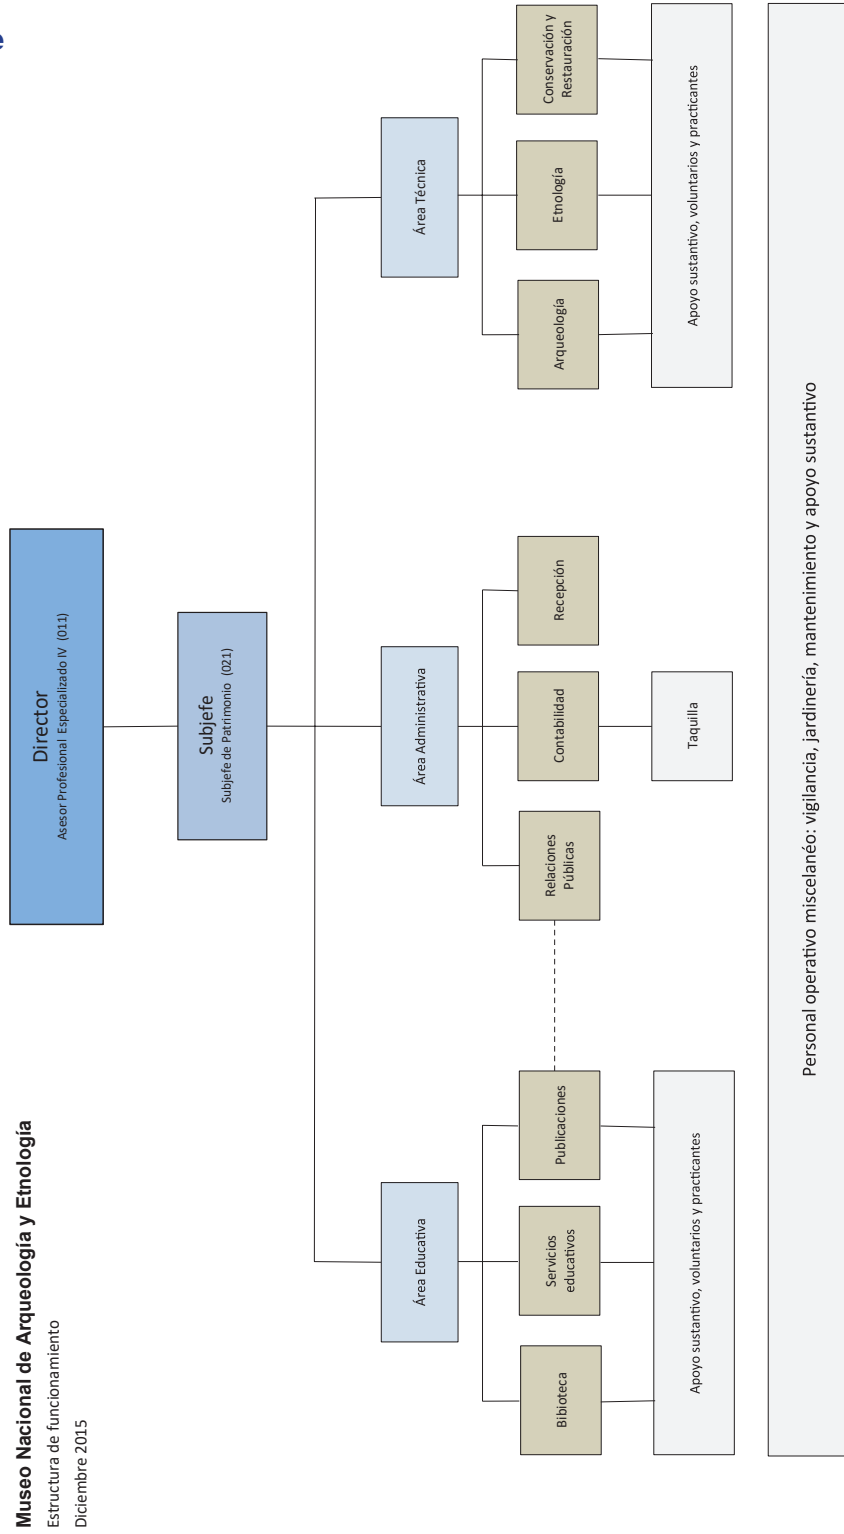 Museo Nacional de Arqueología y Etnología
Estructura de funcionamiento
Diciembre 2015
Director
Asesor Profesional Especializado IV (011)
Subjefe
Subjefe de Patrimonio (021)
Área Educativa
Área Administrativa
Área Técnica
Bibioteca
Servicios
educativos
Publicaciones
Relaciones
Públicas
Contabilidad
Recepción
Arqueología
Etnología
Conservación y
Restauración
Apoyo sustantivo, voluntarios y practicantes
Taquilla
Apoyo sustantivo, voluntarios y practicantes
Personal operativo miscelanéo: vigilancia, jardinería, mantenimiento y apoyo sustantivo